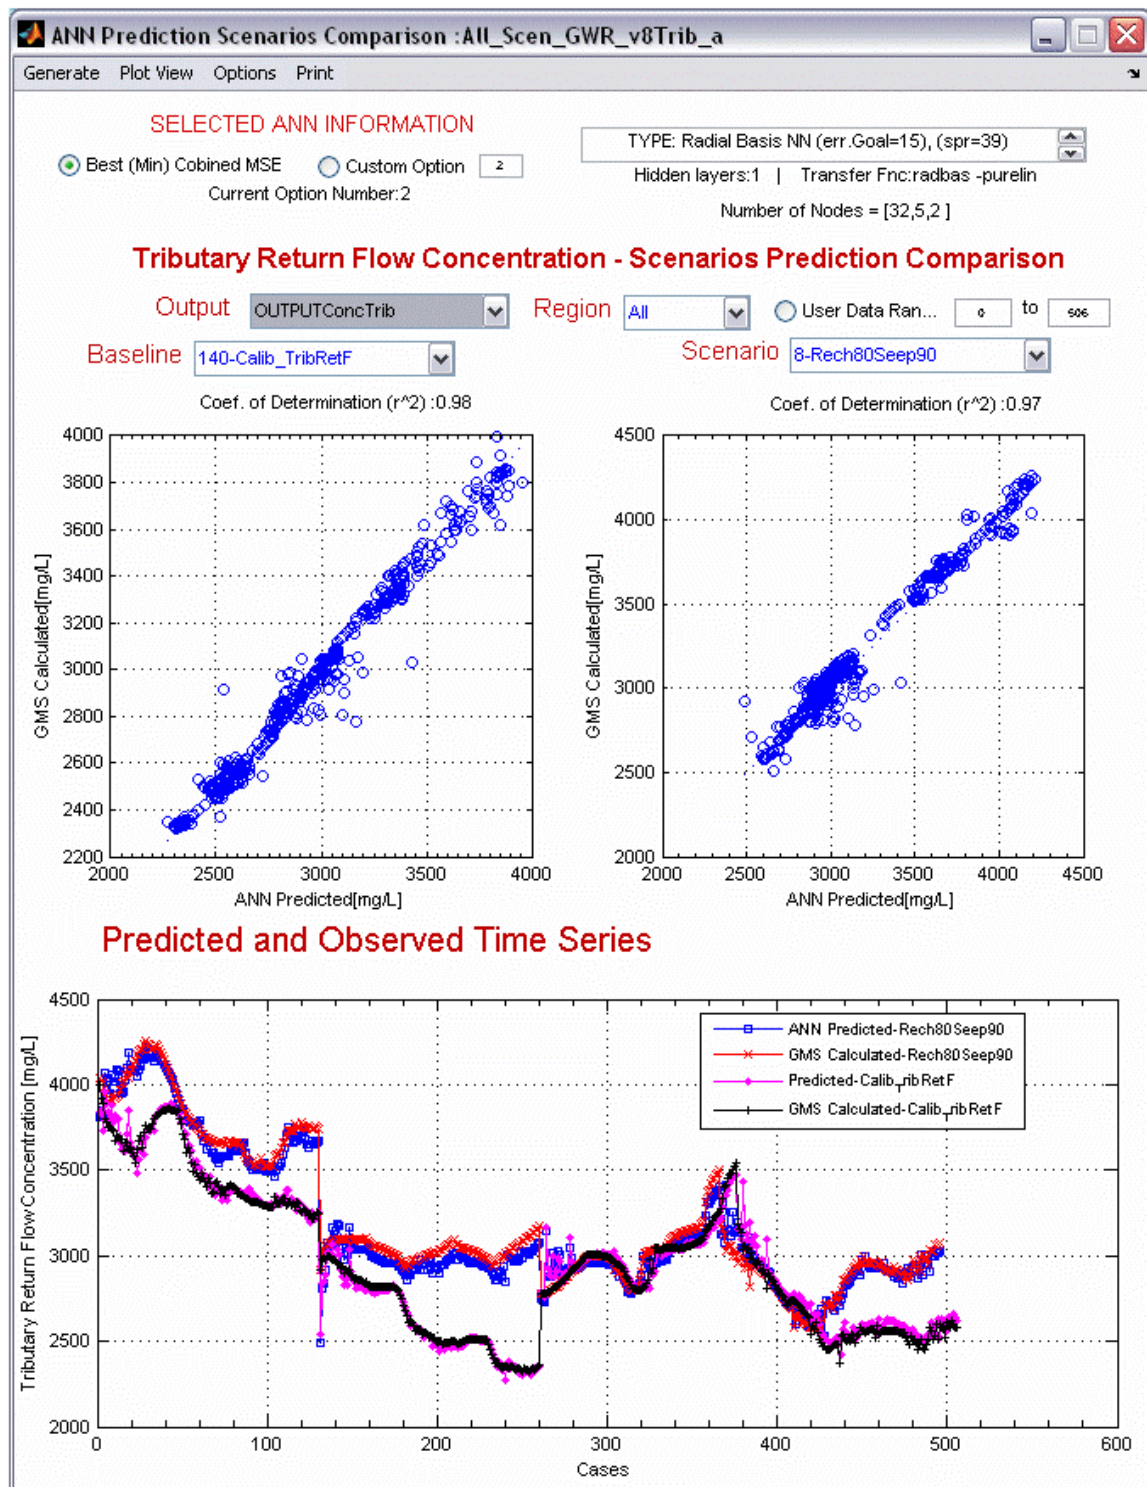 ANN Prediction Scenarios Comparison :All_Scen_GWR_v8Trib_a
Generate Plot View Options Print
SELECTED ANN INFORMATION
Best (Min) Cobined MSE Custom Option 2
Current Option Number:2
TYPE: Radial Basis NN (err.Goal=15), (spr=39)
Hidden layers:1 | Transfer Fnc:radbas -purelin
Number of Nodes = [32,5,2 ]
Tributary Return Flow Concentration - Scenarios Prediction Comparison
Output OUTPUTConcTrib Region All User Data Ran... 0 to 506
Baseline 140-Calib_TribRetF Scenario 8-Rech80Seep90
Coef. of Determination (r^2) :0.98
4000
3800
3600
3400
3200
3000
2800
2600
2400
2200
2000 2500 3000 3500 4000
GMS Calculated[mg/L]
ANN Predicted[mg/L]
Coef. of Determination (r^2) :0.97
4500
4000
3500
3000
2500
2000
2000 2500 3000 3500 4000 4500
GMS Calculated[mg/L]
ANN Predicted[mg/L]
Predicted and Observed Time Series
4500
4000
3500
3000
2500
2000
Tributary Return Flow Concentration [mg/L]
ANN Predicted-Rech80Seep90
GMS Calculated-Rech80Seep90
Predicted-Calib_TribRetF
GMS Calculated-Calib_TribRetF
0 100 200 300 400 500 600
Cases